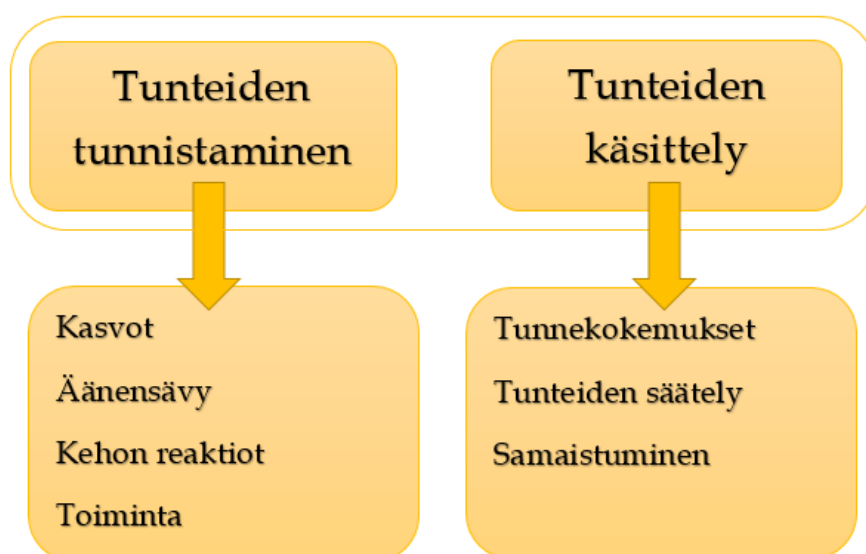 Tunteiden
tunnistaminen
Tunteiden
käsittely
Kasvot
Äänensävy
Kehon reaktiot
Toiminta
Tunnekokemukset
Tunteiden säätely
Samaistuminen